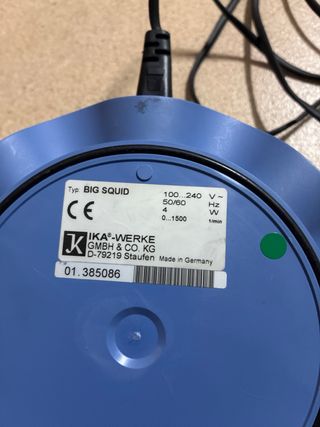 Typ: BIG SQUID
100...240 V ~
50/60 Hz
4 W
0...1500 1/min
CE
IKA®-WERKE
GMBH & CO. KG
D-79219 Staufen Made in Germany
01.385086